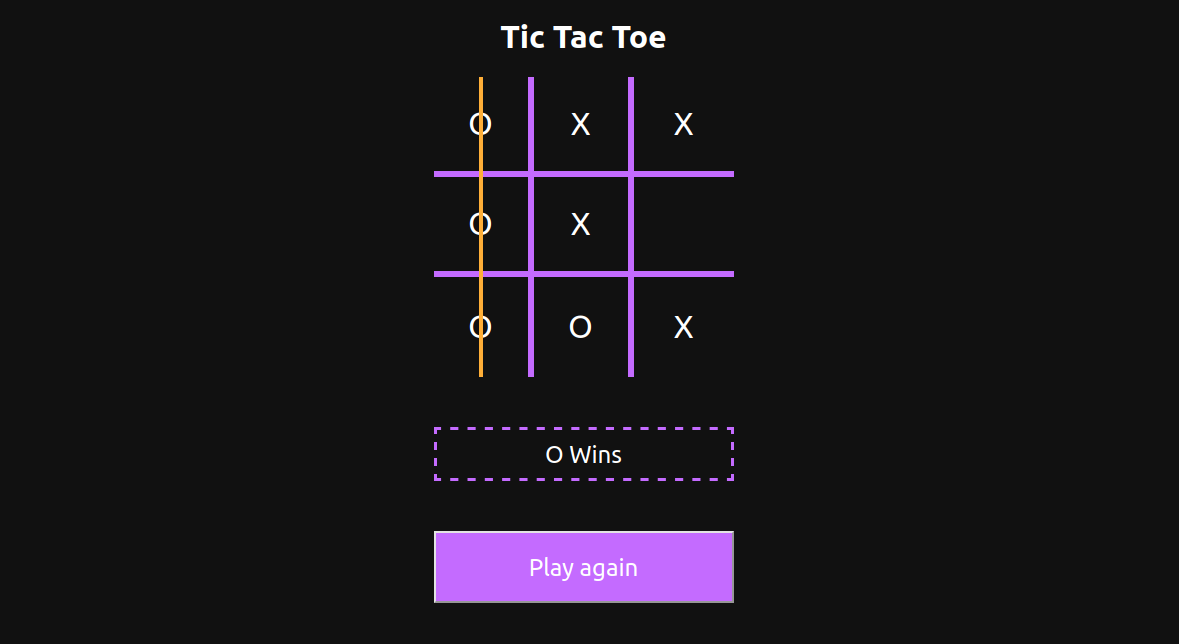 Tic Tac Toe
O X X
O X
O O X
O Wins
Play again